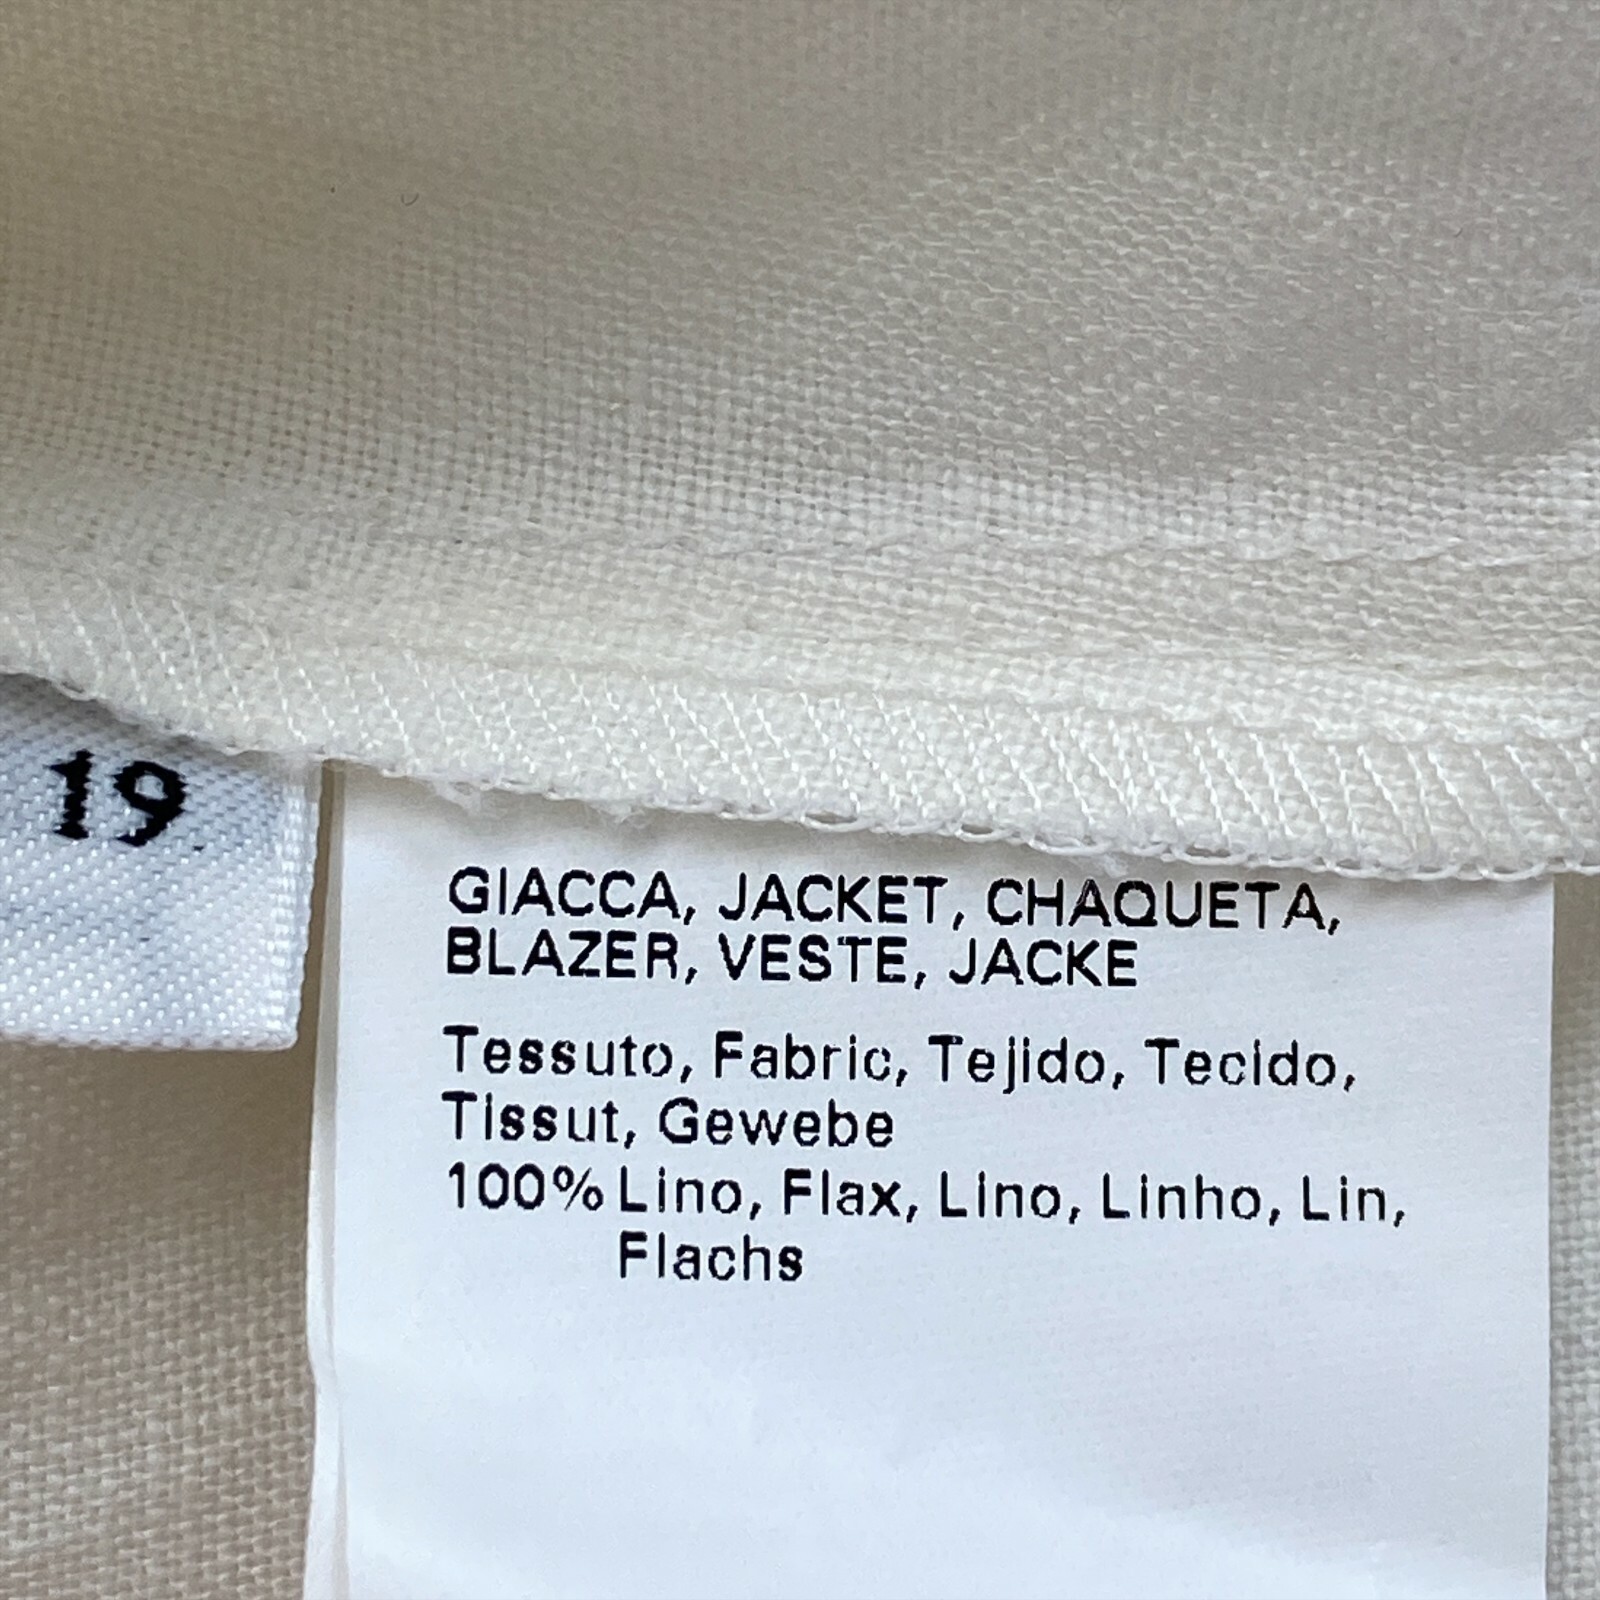 19
GIACCA, JACKET, CHAQUETA,
BLAZER, VESTE, JACKE
Tessuto, Fabric, Tejido, Tecido,
Tissut, Gewebe
100% Lino, Flax, Lino, Linho, Lin,
Flachs